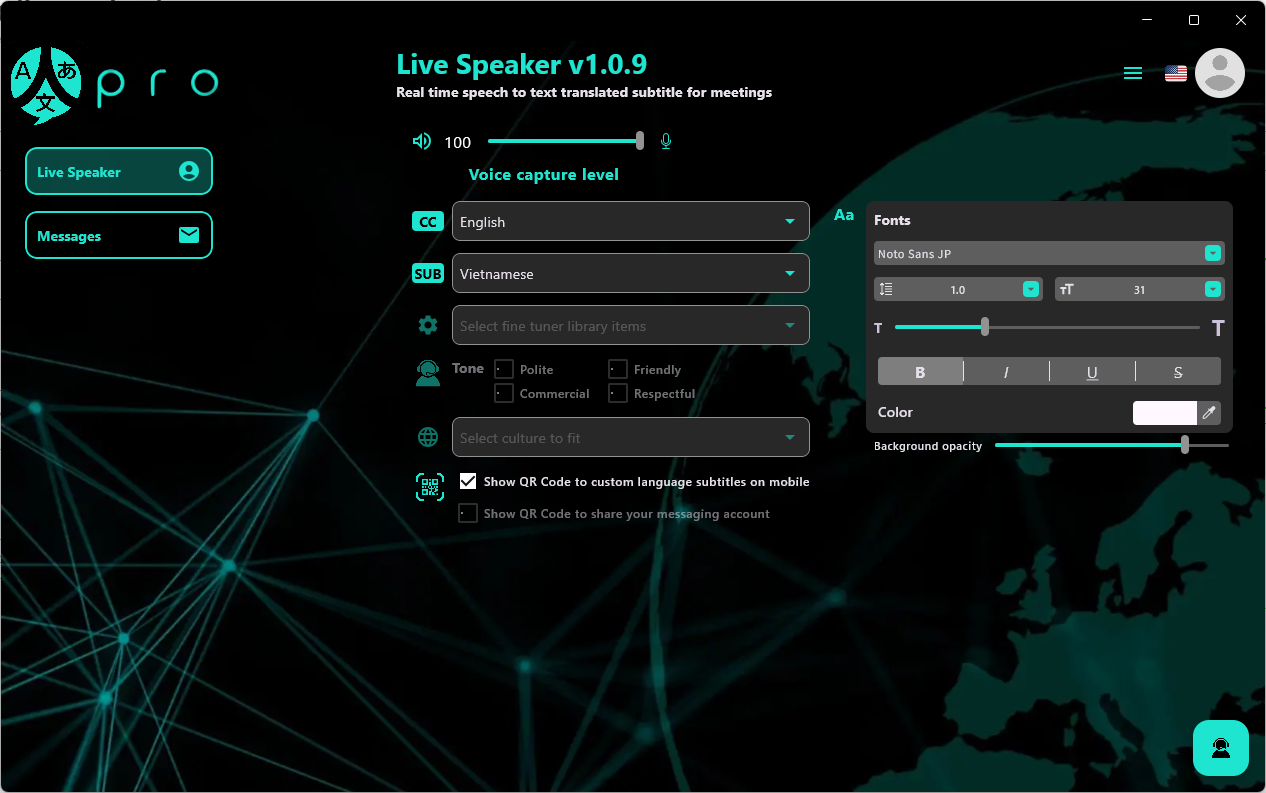 A あ 文 pro
Live Speaker v1.0.9
Real time speech to text translated subtitle for meetings
Live Speaker
Messages
100
Voice capture level
CC English
SUB Vietnamese
Select fine tuner library items
Tone
Polite
Friendly
Commercial
Respectful
Select culture to fit
Show QR Code to custom language subtitles on mobile
Show QR Code to share your messaging account
Aa
Fonts
Noto Sans JP
1.0
TT 31
T T
B I U S
Color
Background opacity